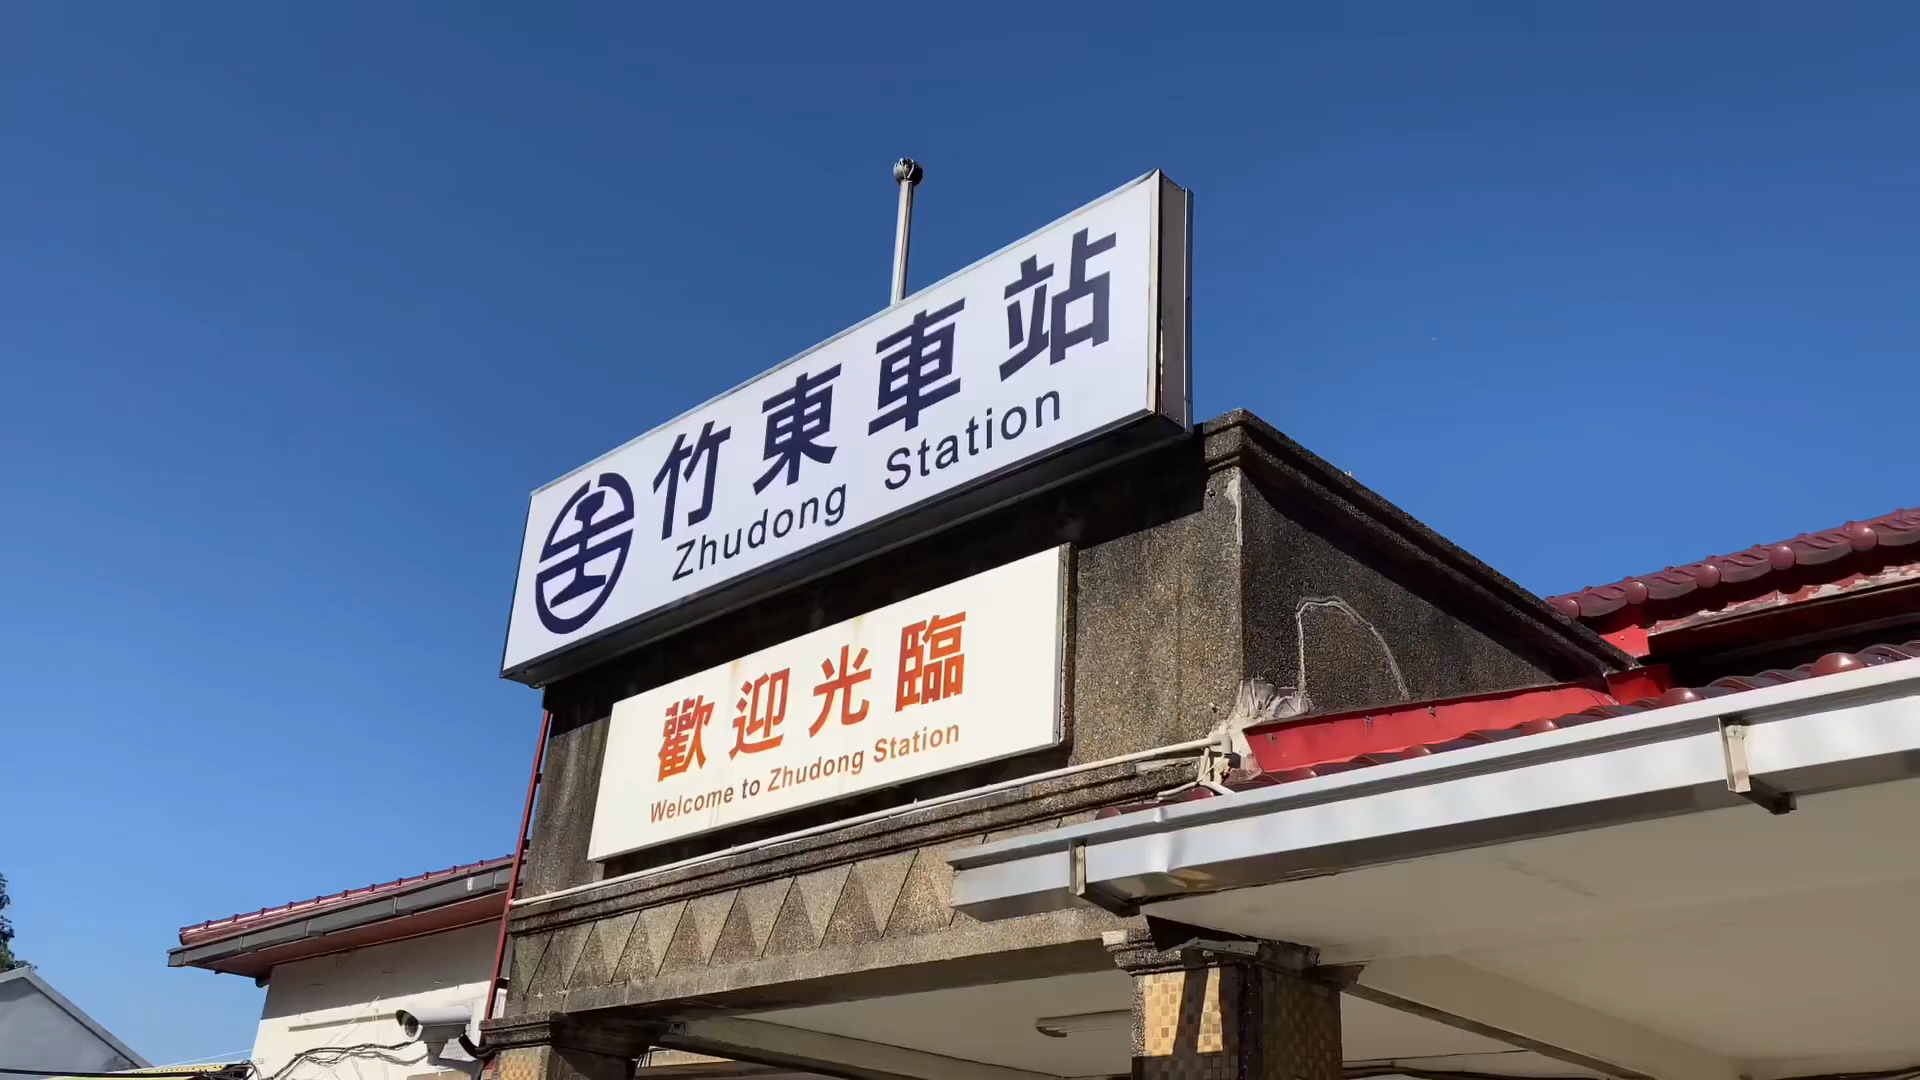 竹東車站
Zhudong Station
歡迎光臨
Welcome to Zhudong Station